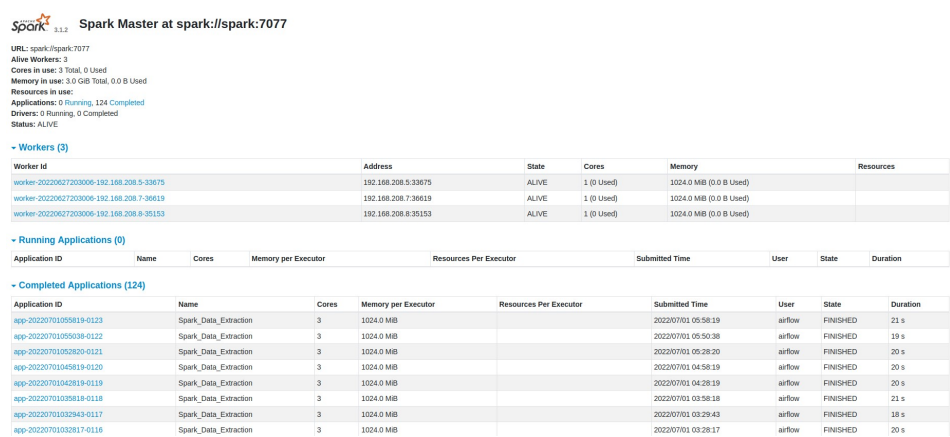 APACHE
Spark 3.1.2 Spark Master at spark://spark:7077
URL: spark://spark:7077
Alive Workers: 3
Cores in use: 3 Total, 0 Used
Memory in use: 3.0 GiB Total, 0.0 B Used
Resources in use:
Applications: 0 Running, 124 Completed
Drivers: 0 Running, 0 Completed
Status: ALIVE
Workers (3)
Worker Id Address State Cores Memory Resources
worker-20220627203006-192.168.208.5-33675 192.168.208.5:33675 ALIVE 1 (0 Used) 1024.0 MiB (0.0 B Used)
worker-20220627203006-192.168.208.7-36619 192.168.208.7:36619 ALIVE 1 (0 Used) 1024.0 MiB (0.0 B Used)
worker-20220627203006-192.168.208.8-35153 192.168.208.8:35153 ALIVE 1 (0 Used) 1024.0 MiB (0.0 B Used)
Running Applications (0)
Application ID Name Cores Memory per Executor Resources Per Executor Submitted Time User State Duration
Completed Applications (124)
Application ID Name Cores Memory per Executor Resources Per Executor Submitted Time User State Duration
app-20220701055819-0123 Spark_Data_Extraction 3 1024.0 MiB 2022/07/01 05:58:19 airflow FINISHED 21 s
app-20220701055038-0122 Spark_Data_Extraction 3 1024.0 MiB 2022/07/01 05:50:38 airflow FINISHED 19 s
app-20220701052820-0121 Spark_Data_Extraction 3 1024.0 MiB 2022/07/01 05:28:20 airflow FINISHED 20 s
app-20220701045819-0120 Spark_Data_Extraction 3 1024.0 MiB 2022/07/01 04:58:19 airflow FINISHED 20 s
app-20220701042819-0119 Spark_Data_Extraction 3 1024.0 MiB 2022/07/01 04:28:19 airflow FINISHED 20 s
app-20220701035818-0118 Spark_Data_Extraction 3 1024.0 MiB 2022/07/01 03:58:18 airflow FINISHED 21 s
app-20220701032943-0117 Spark_Data_Extraction 3 1024.0 MiB 2022/07/01 03:29:43 airflow FINISHED 18 s
app-20220701032817-0116 Spark_Data_Extraction 3 1024.0 MiB 2022/07/01 03:28:17 airflow FINISHED 20 s